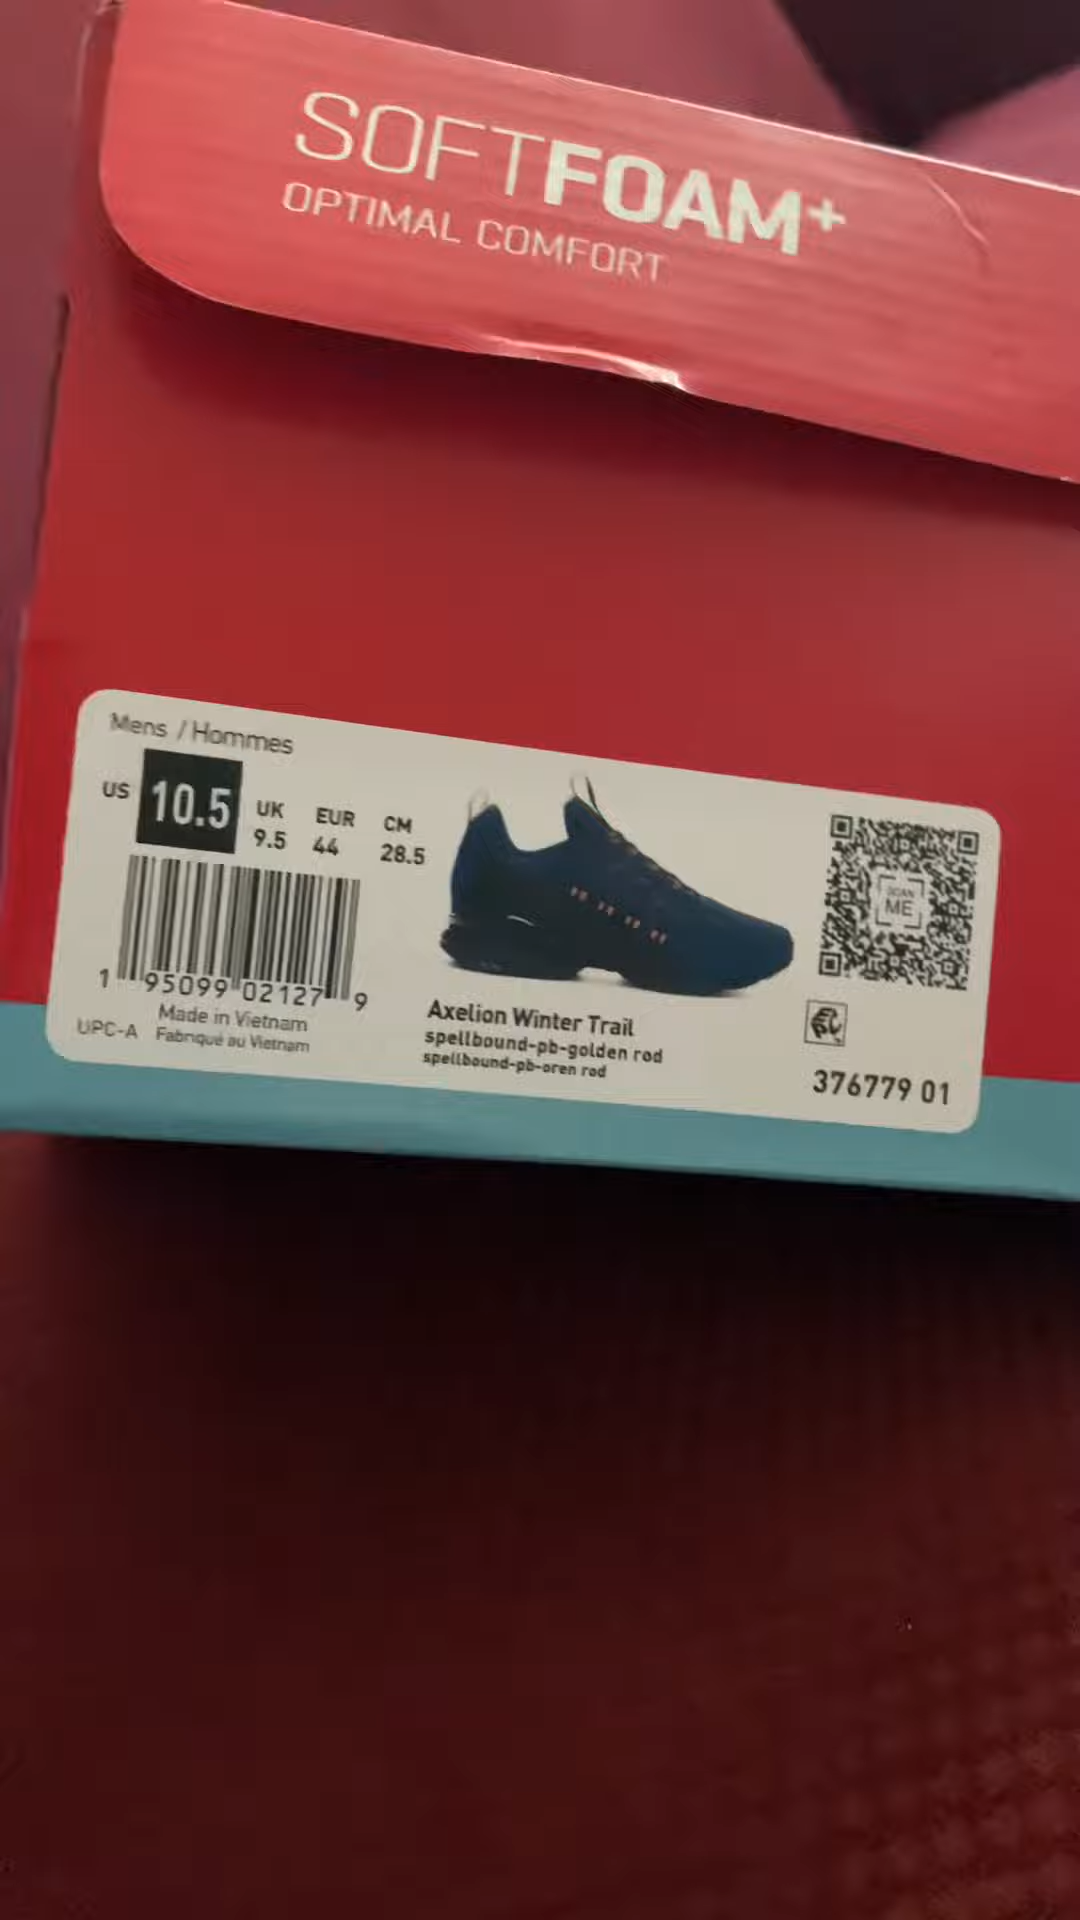 SOFTFOAM+
OPTIMAL COMFORT
Mens / Hommes
US 10.5 UK 9.5 EUR 44 CM 28.5
1 95099 02127 9
UPC-A
Made in Vietnam
Fabriqué au Vietnam
Axelion Winter Trail
spellbound-pb-golden rod
spellbound-pb-oren rod
SCAN
ME
376779 01